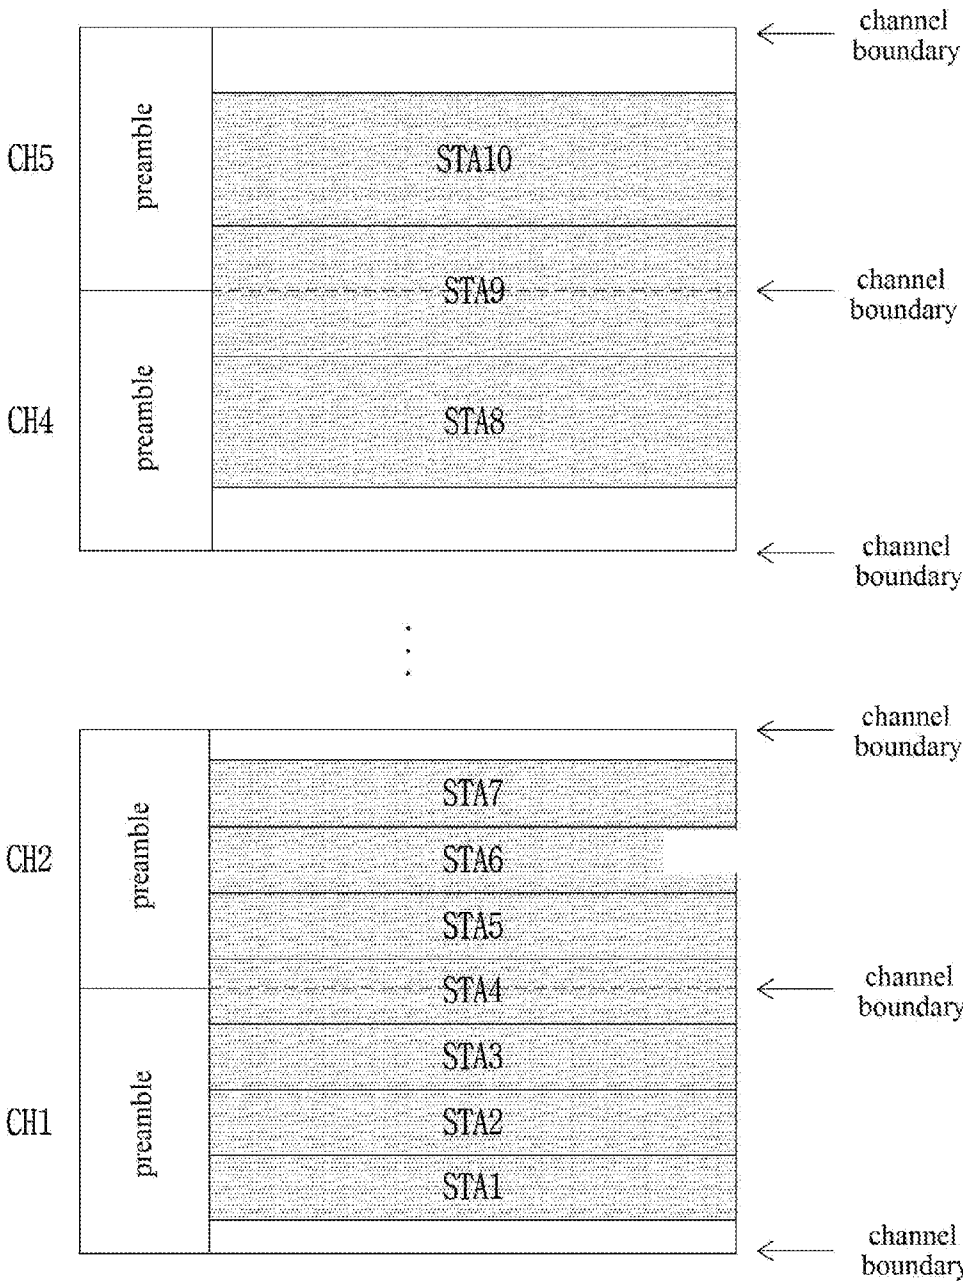 channel
boundary
CH5
preamble
STA10
STA9
channel
boundary
CH4
preamble
STA8
channel
boundary
channel
boundary
CH2
preamble
STA7
STA6
STA5
STA4
channel
boundary
CH1
preamble
STA3
STA2
STA1
channel
boundary